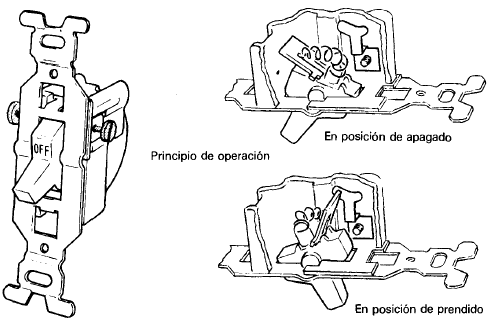 OFF
En posición de apagado
Principio de operación
En posición de prendido